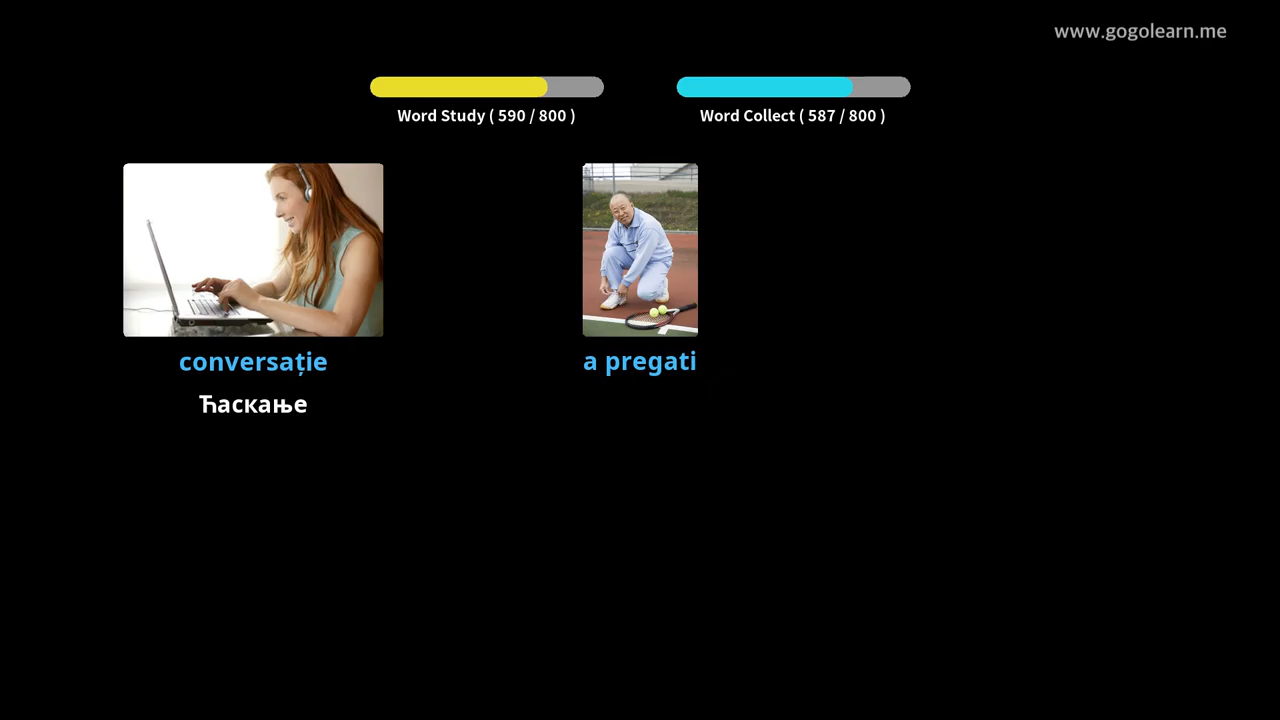 www.gogolearn.me
Word Study ( 590 / 800 )
Word Collect ( 587 / 800 )
conversație
a pregati
Ћаскање